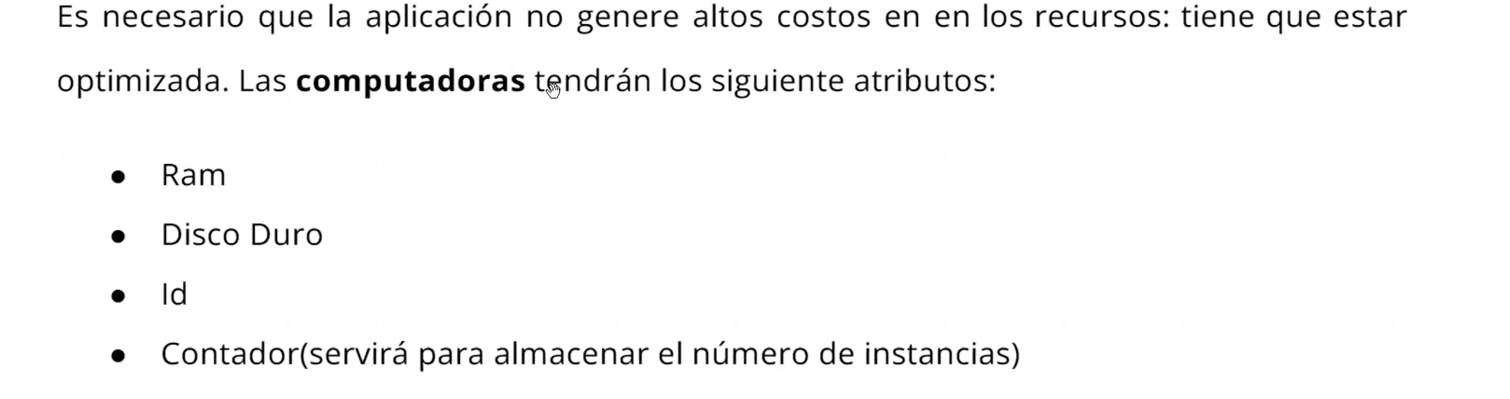 Es necesario que la aplicación no genere altos costos en en los recursos: tiene que estar
optimizada. Las computadoras tendrán los siguiente atributos:
● Ram
● Disco Duro
● Id
● Contador(servirá para almacenar el número de instancias)